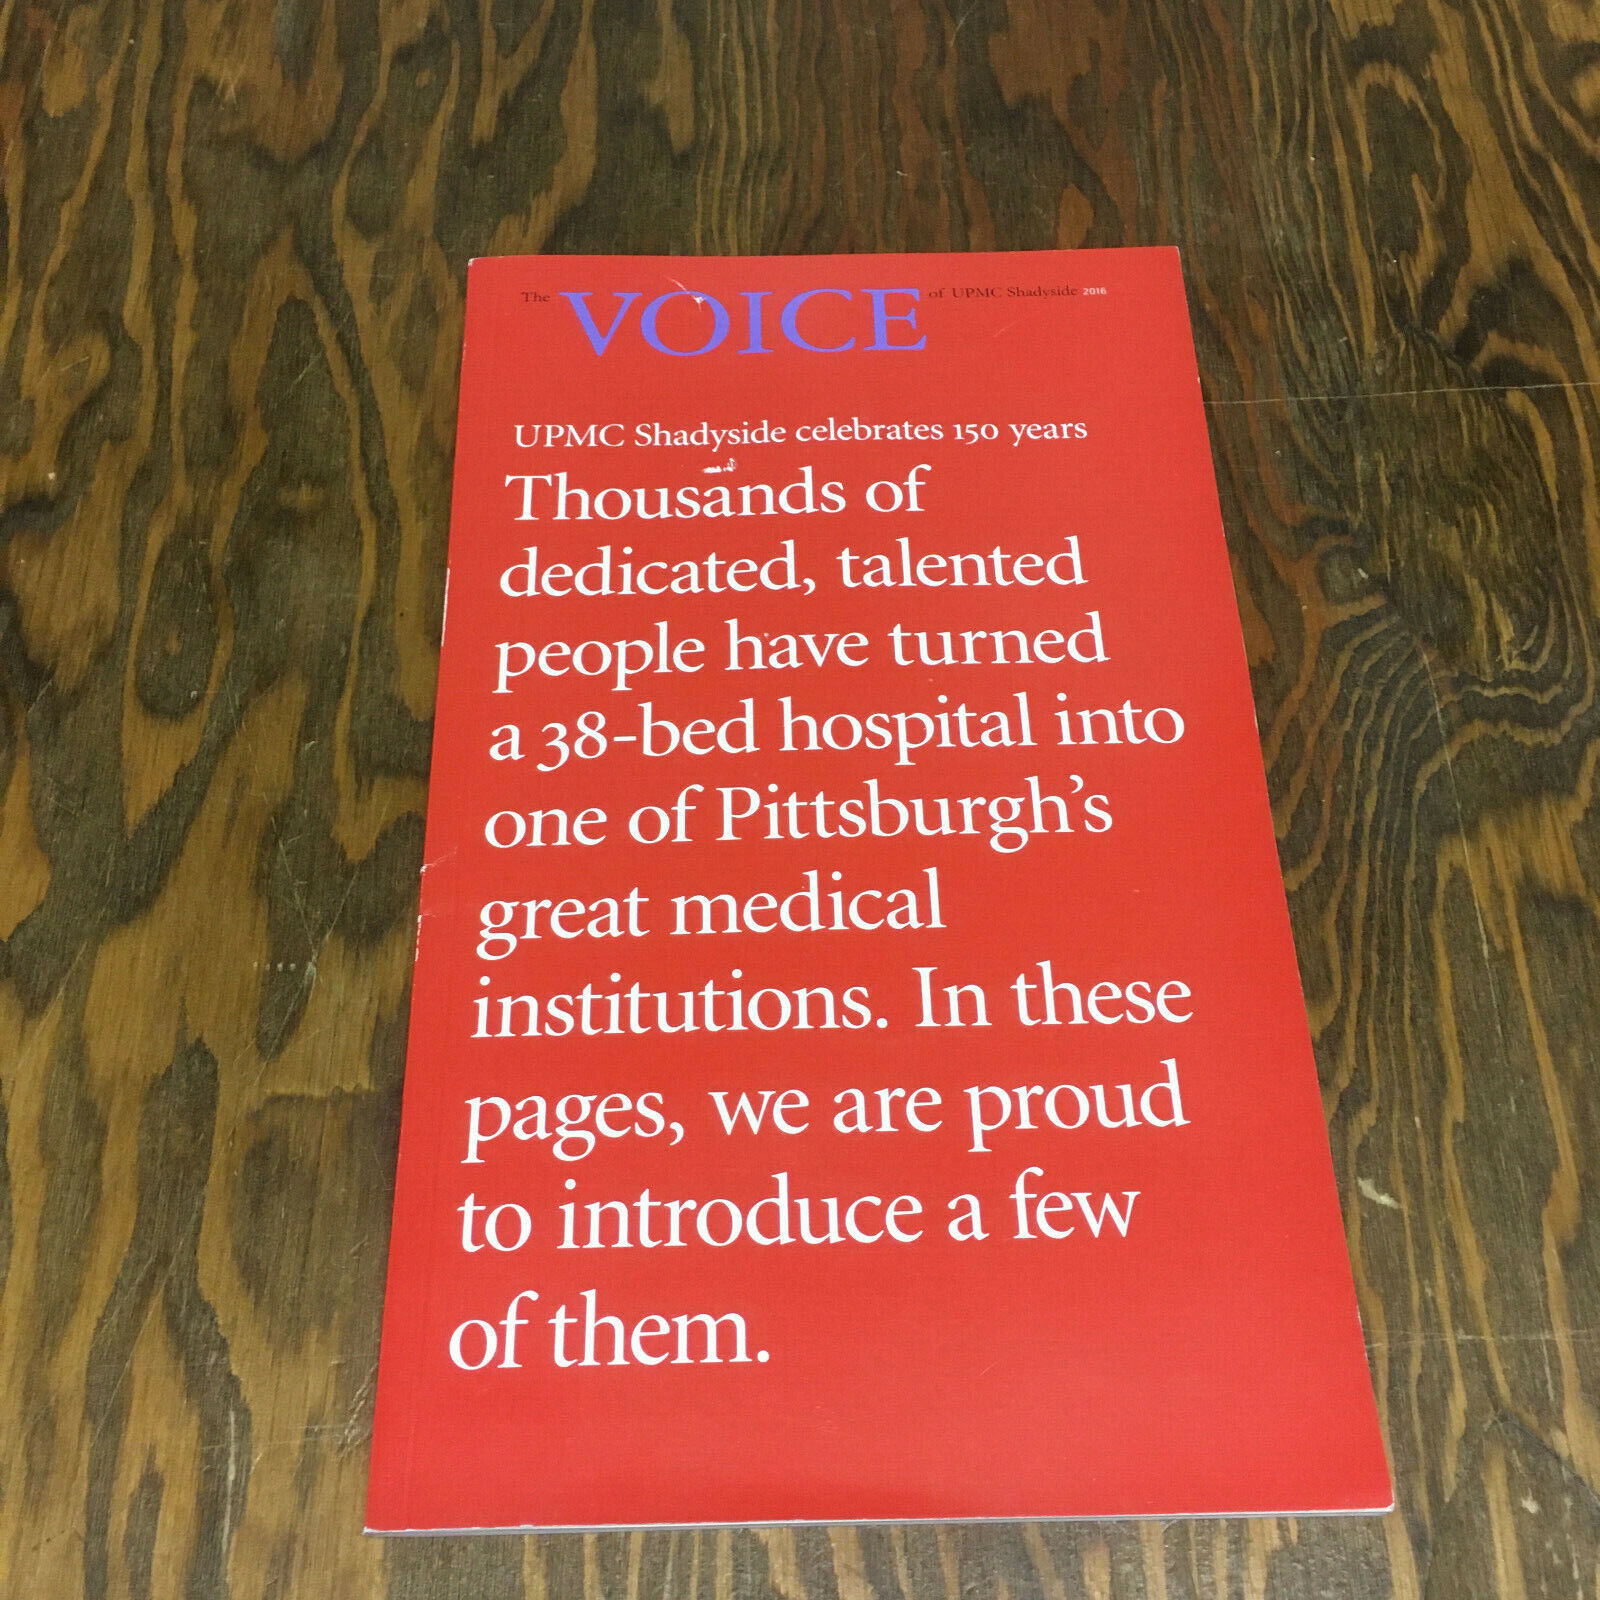 The VOICE of UPMC Shadyside 2016
UPMC Shadyside celebrates 150 years
Thousands of
dedicated, talented
people have turned
a 38-bed hospital into
one of Pittsburgh’s
great medical
institutions. In these
pages, we are proud
to introduce a few
of them.